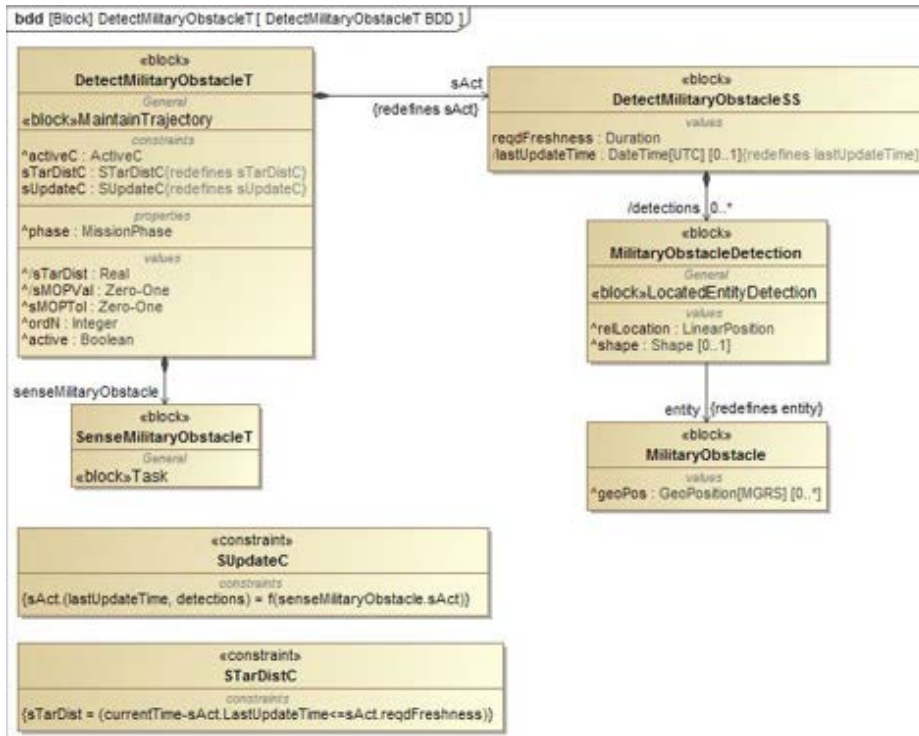 bdd [Block] DetectMilitaryObstacleT [ DetectMilitaryObstacleT BDD ]
«block»
DetectMilitaryObstacleT
General
«block»MaintainTrajectory
constraints
^activeC : ActiveC
sTarDistC : STarDistC{redefines sTarDistC}
sUpdateC : SUpdateC{redefines sUpdateC}
properties
^phase : MissionPhase
values
^/sTarDist : Real
^/sMOPVal : Zero-One
^sMOPTol : Zero-One
^ordN : Integer
^active : Boolean
sAct
{redefines sAct}
«block»
DetectMilitaryObstacleSS
values
reqdFreshness : Duration
/lastUpdateTime : DateTime[UTC] [0..1]{redefines lastUpdateTime}
/detections 0..*
«block»
MilitaryObstacleDetection
General
«block»LocatedEntityDetection
values
^relLocation : LinearPosition
^shape : Shape [0..1]
senseMilitaryObstacle
«block»
SenseMilitaryObstacleT
General
«block»Task
entity {redefines entity}
«block»
MilitaryObstacle
values
^geoPos : GeoPosition[MGRS] [0..*]
«constraint»
SUpdateC
constraints
{sAct.(lastUpdateTime, detections) = f(senseMilitaryObstacle.sAct)}
«constraint»
STarDistC
constraints
{sTarDist = (currentTime-sAct.LastUpdateTime<=sAct.reqdFreshness)}